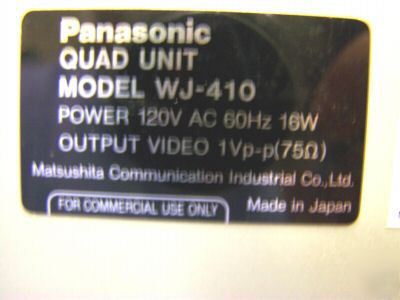 Panasonic
QUAD UNIT
MODEL WJ-410
POWER 120V AC 60Hz 16W
OUTPUT VIDEO 1Vp-p(75Ω)
Matsushita Communication Industrial Co., Ltd.
FOR COMMERCIAL USE ONLY Made in Japan